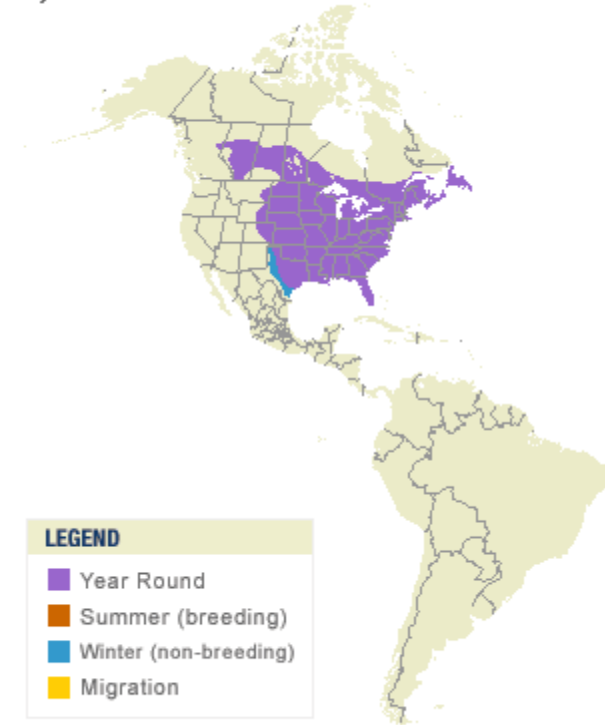 LEGEND
Year Round
Summer (breeding)
Winter (non-breeding)
Migration